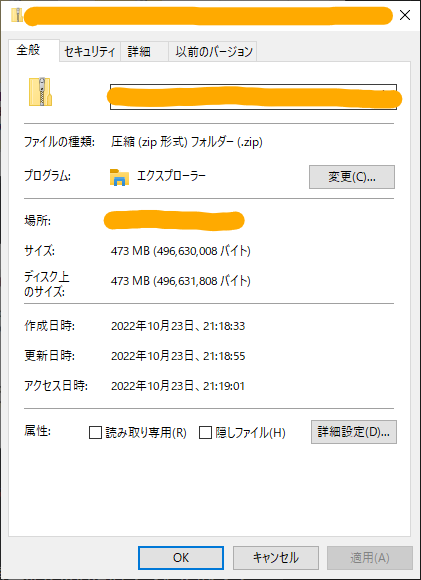 全般 セキュリティ 詳細 以前のバージョン
ファイルの種類: 圧縮 (zip 形式) フォルダー (.zip)
プログラム: エクスプローラー 変更(C)...
場所:
サイズ: 473 MB (496,630,008 バイト)
ディスク上
のサイズ: 473 MB (496,631,808 バイト)
作成日時: 2022年10月23日、21:18:33
更新日時: 2022年10月23日、21:18:55
アクセス日時: 2022年10月23日、21:19:01
属性: 読み取り専用(R) 隠しファイル(H) 詳細設定(D)...
OK キャンセル 適用(A)